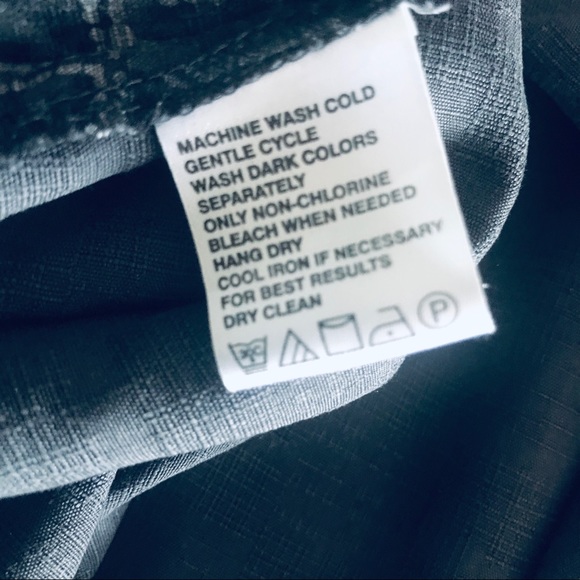 MACHINE WASH COLD
GENTLE CYCLE
WASH DARK COLORS
SEPARATELY
ONLY NON-CHLORINE
BLEACH WHEN NEEDED
HANG DRY
COOL IRON IF NECESSARY
FOR BEST RESULTS
DRY CLEAN
P